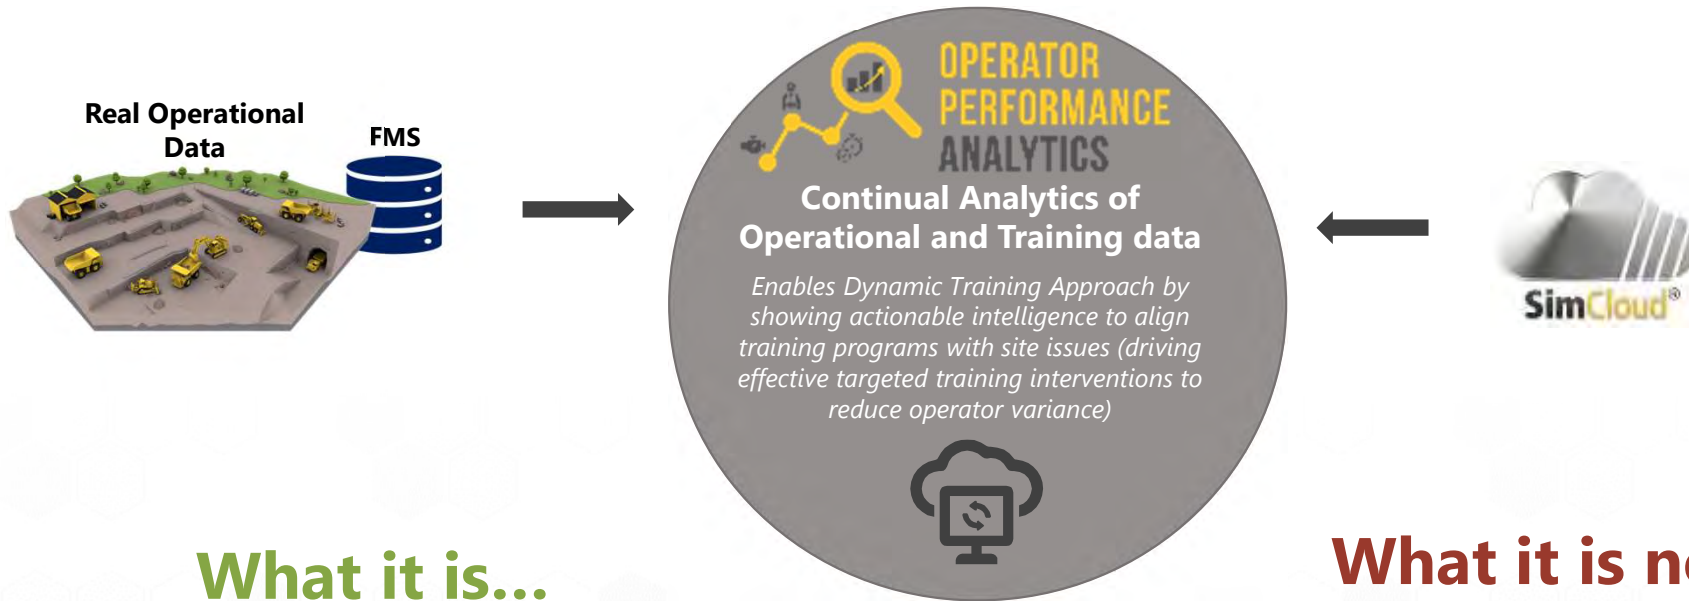 Real Operational
Data
FMS
OPERATOR
PERFORMANCE
ANALYTICS
Continual Analytics of
Operational and Training data
Enables Dynamic Training Approach by
showing actionable intelligence to align
training programs with site issues (driving
effective targeted training interventions to
reduce operator variance)
SimCloud®
What it is...
What it is